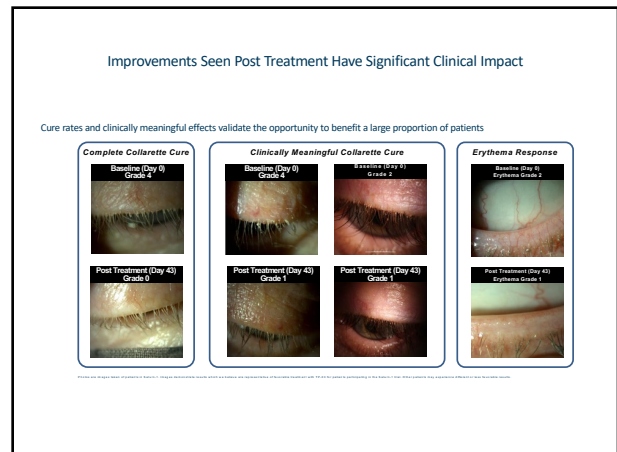 Improvements Seen Post Treatment Have Significant Clinical Impact
Cure rates and clinically meaningful effects validate the opportunity to benefit a large proportion of patients
Complete Collarette Cure
Baseline (Day 0)
Grade 4
Post Treatment (Day 43)
Grade 0
Clinically Meaningful Collarette Cure
Baseline (Day 0)
Grade 4
Baseline (Day 0)
Grade 2
Post Treatment (Day 43)
Grade 1
Post Treatment (Day 43)
Grade 1
Erythema Response
Baseline (Day 0)
Erythema Grade 2
Post Treatment (Day 43)
Erythema Grade 1